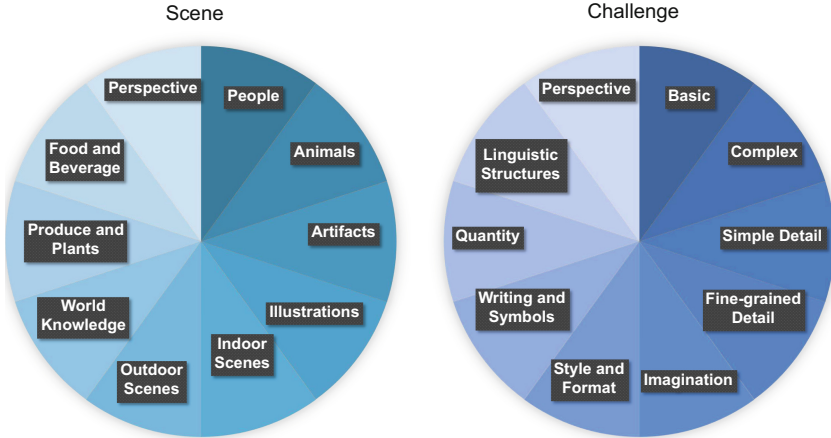 Scene
Perspective
People
Food and
Beverage
Animals
Produce and
Plants
Artifacts
World
Knowledge
Illustrations
Outdoor
Scenes
Indoor
Scenes
Challenge
Perspective
Basic
Linguistic
Structures
Complex
Quantity
Simple Detail
Writing and
Symbols
Fine-grained
Detail
Style and
Format
Imagination